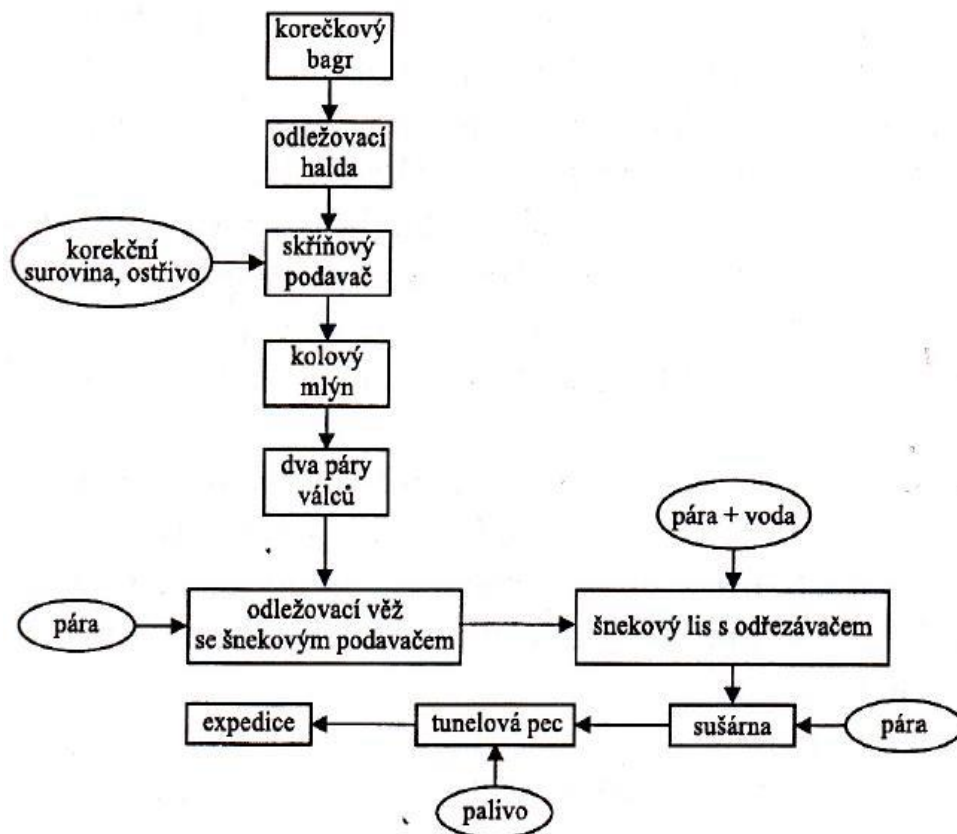 korečkový
bagr
odležovací
halda
korekční
surovina, ostřivo
skříňový
podavač
kolový
mlýn
dva páry
válců
pára + voda
pára
odležovací věž
se šnekovým podavačem
šnekový lis s odřezávačem
expedice
tunelová pec
sušárna
pára
palivo